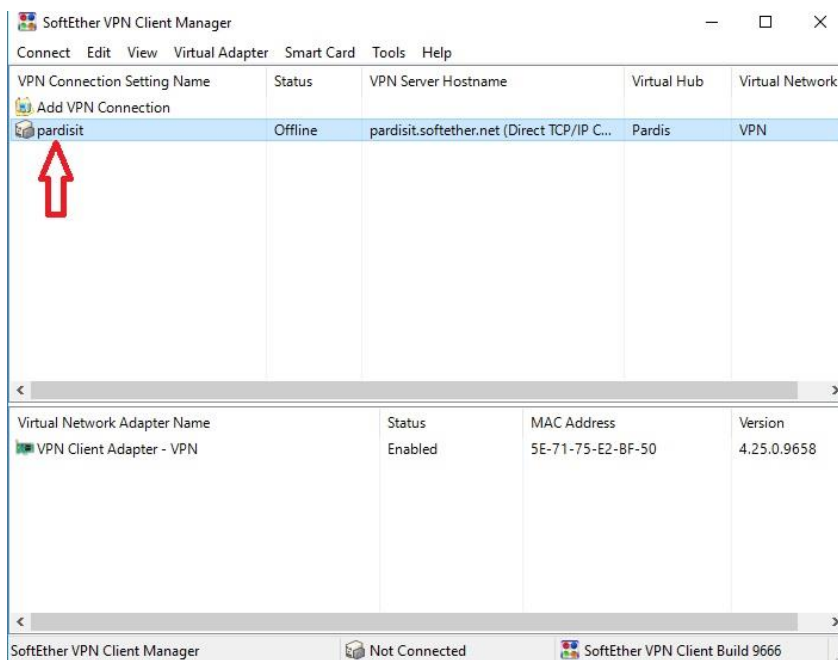 SoftEther VPN Client Manager
Connect Edit View Virtual Adapter Smart Card Tools Help
VPN Connection Setting Name Status VPN Server Hostname Virtual Hub Virtual Network
Add VPN Connection
pardisit Offline pardisit.softether.net (Direct TCP/IP C... Pardis VPN
Virtual Network Adapter Name Status MAC Address Version
VPN Client Adapter - VPN Enabled 5E-71-75-E2-BF-50 4.25.0.9658
SoftEther VPN Client Manager Not Connected SoftEther VPN Client Build 9666